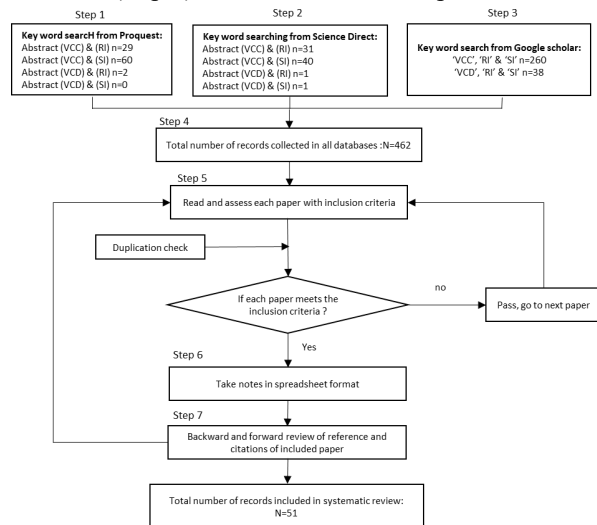 Step 1
Key word searcH from Proquest:
Abstract (VCC) & (RI) n=29
Abstract (VCC) & (SI) n=60
Abstract (VCD) & (RI) n=2
Abstract (VCD) & (SI) n=0
Step 2
Key word searching from Science Direct:
Abstract (VCC) & (RI) n=31
Abstract (VCC) & (SI) n=40
Abstract (VCD) & (RI) n=1
Abstract (VCD) & (SI) n=1
Step 3
Key word search from Google scholar:
'VCC', 'RI' & 'SI' n=260
'VCD', 'RI' & 'SI' n=38
Step 4
Total number of records collected in all databases :N=462
Step 5
Read and assess each paper with inclusion criteria
Duplication check
If each paper meets the
inclusion criteria ?
no
Pass, go to next paper
Yes
Step 6
Take notes in spreadsheet format
Step 7
Backward and forward review of reference and
citations of included paper
Total number of records included in systematic review:
N=51